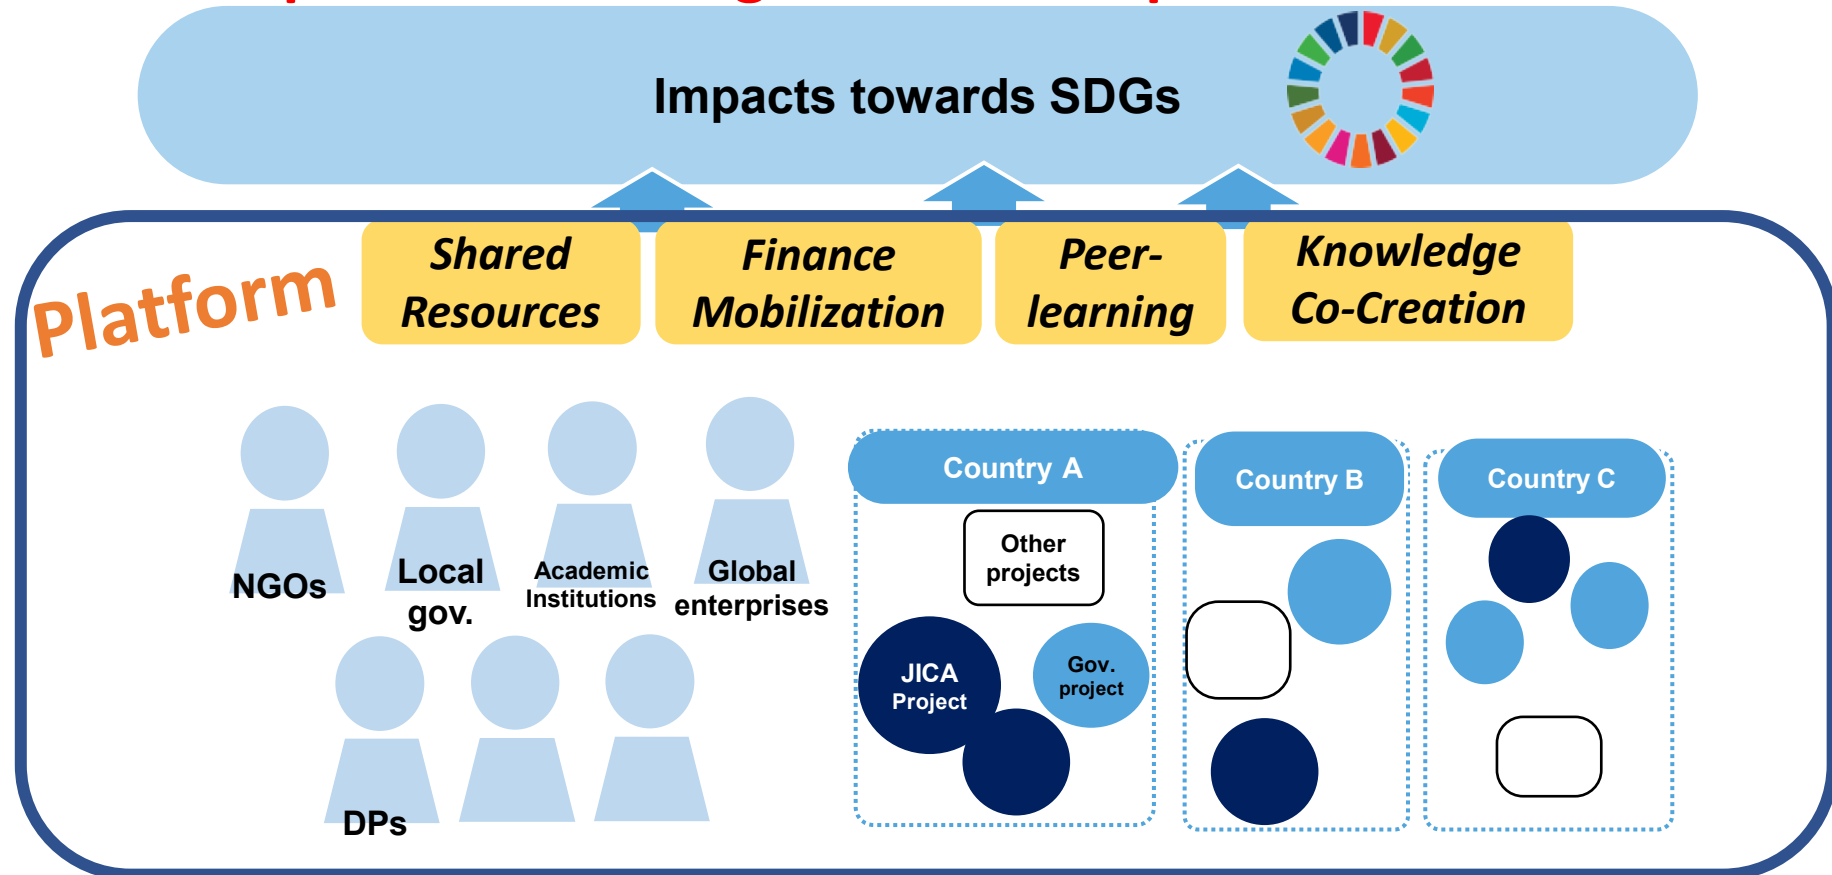 Impacts towards SDGs
Platform
Shared
Resources
Finance
Mobilization
Peer-
learning
Knowledge
Co-Creation
NGOs
Local
gov.
Academic
Institutions
Global
enterprises
DPs
Country A
Other
projects
JICA
Project
Gov.
project
Country B
Country C